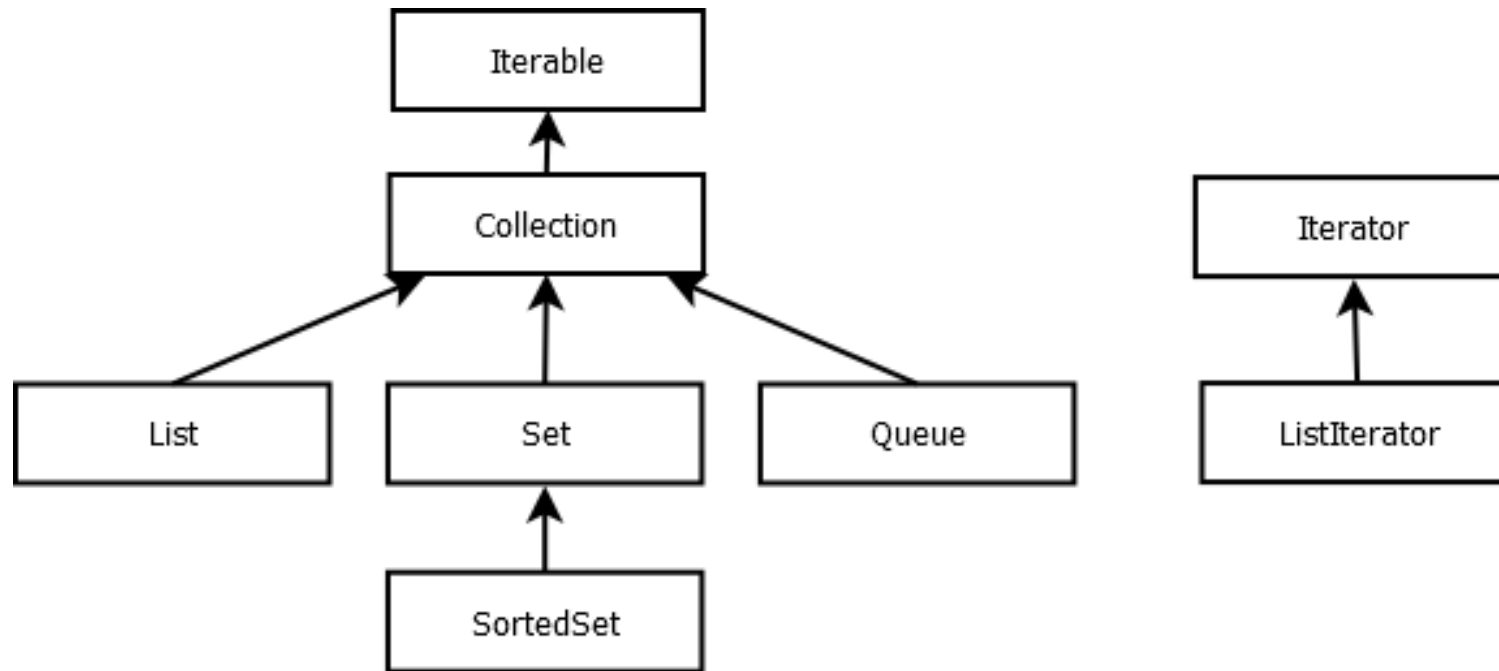 Iterable
Collection
Iterator
List
Set
Queue
ListIterator
SortedSet